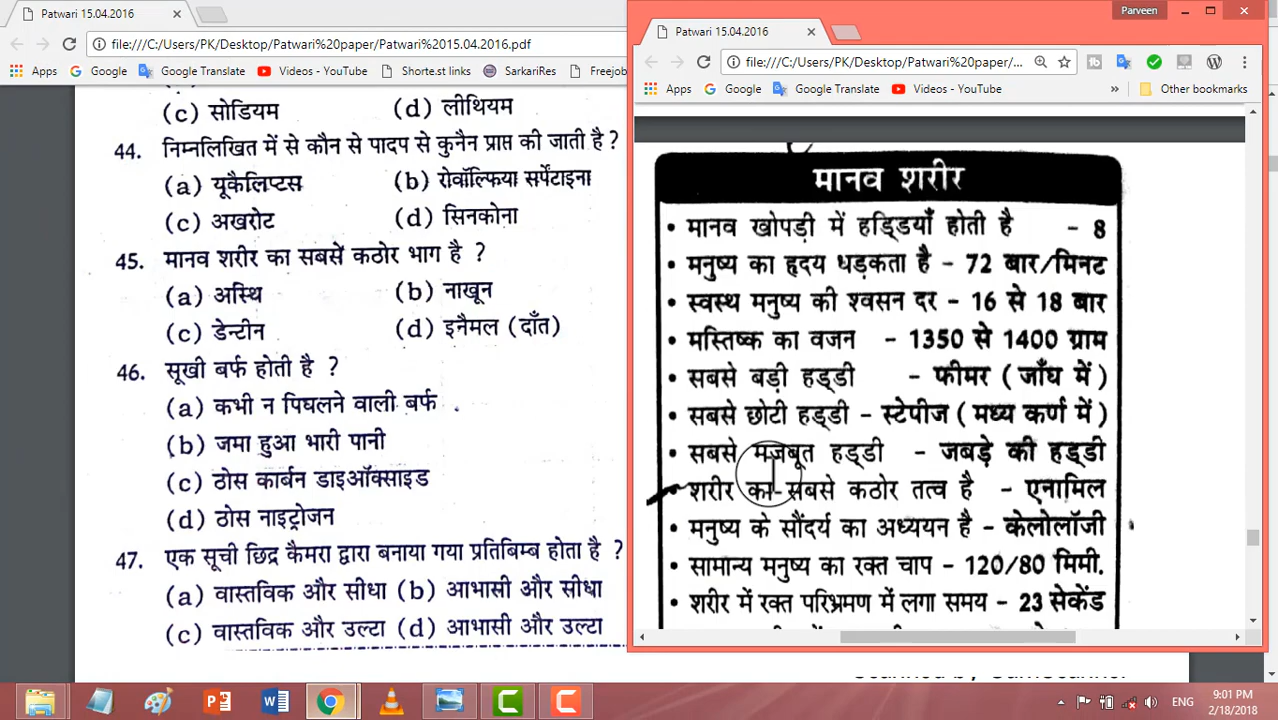 Patwari 15.04.2016
file:///C:/Users/PK/Desktop/Patwari%20paper/Patwari%2015.04.2016.pdf
Apps Google Google Translate Videos - YouTube Shorte.st links SarkariRes Freejob
(c) सोडियम (d) लीथियम
44. निम्नलिखित में से कौन से पादप से कुनैन प्राप्त की जाती है ?
(a) यूकैलिप्टस (b) रोवॉल्फिया सर्पेंटाइना
(c) अखरोट (d) सिनकोना
45. मानव शरीर का सबसे कठोर भाग है ?
(a) अस्थि (b) नाखून
(c) डेन्टीन (d) इनैमल (दाँत)
46. सूखी बर्फ होती है ?
(a) कभी न पिघलने वाली बर्फ
(b) जमा हुआ भारी पानी
(c) ठोस कार्बन डाइऑक्साइड
(d) ठोस नाइट्रोजन
47. एक सूची छिद्र कैमरा द्वारा बनाया गया प्रतिबिम्ब होता है ?
(a) वास्तविक और सीधा (b) आभासी और सीधा
(c) वास्तविक और उल्टा (d) आभासी और उल्टा
Parveen
Patwari 15.04.2016
file:///C:/Users/PK/Desktop/Patwari%20paper/...
Apps Google Google Translate Videos - YouTube » Other bookmarks
मानव शरीर
• मानव खोपड़ी में हड्डियाँ होती है - 8
• मनुष्य का हृदय धड़कता है - 72 बार/मिनट
• स्वस्थ मनुष्य की श्वसन दर - 16 से 18 बार
• मस्तिष्क का वजन - 1350 से 1400 ग्राम
• सबसे बड़ी हड्डी - फीमर (जाँघ में)
• सबसे छोटी हड्डी - स्टेपीज (मध्य कर्ण में)
• सबसे मजबूत हड्डी - जबड़े की हड्डी
• शरीर का सबसे कठोर तत्व है - एनामिल
• मनुष्य के सौंदर्य का अध्ययन है - केलोलॉजी
• सामान्य मनुष्य का रक्त चाप - 120/80 मिमी.
• शरीर में रक्त परिभ्रमण में लगा समय - 23 सेकेंड
ENG
9:01 PM
2/18/2018